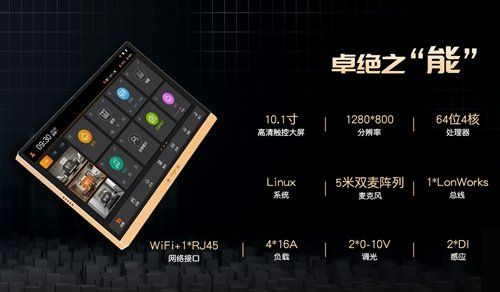 卓绝之“能”
10.1寸
高清触控大屏
1280*800
分辨率
64位4核
处理器
Linux
系统
5米双麦阵列
麦克风
1*LonWorks
总线
WiFi+1*RJ45
网络接口
4*16A
负载
2*0-10V
调光
2*DI
感应
09:30